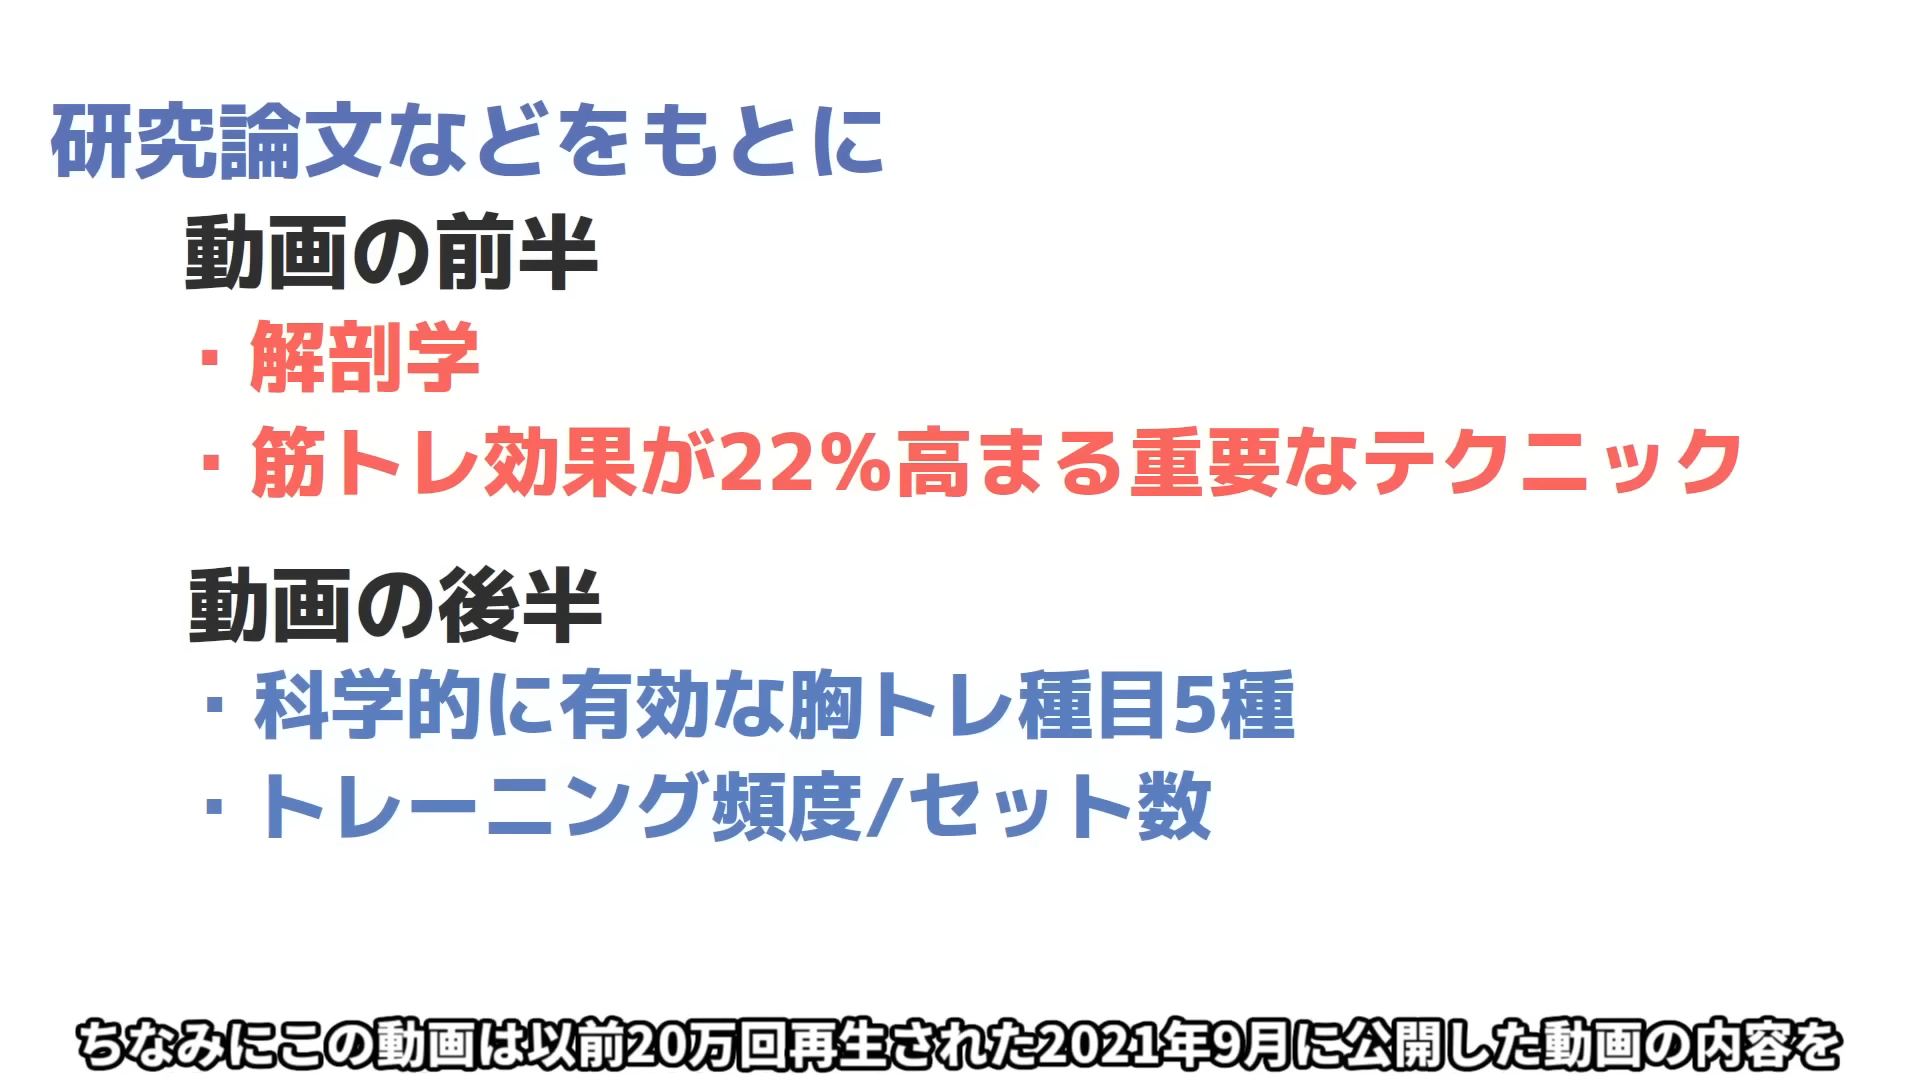 研究論文などをもとに
動画の前半
・解剖学
・筋トレ効果が22%高まる重要なテクニック
動画の後半
・科学的に有効な胸トレ種目5種
・トレーニング頻度/セット数
ちなみにこの動画は以前20万回再生された2021年9月に公開した動画の内容を